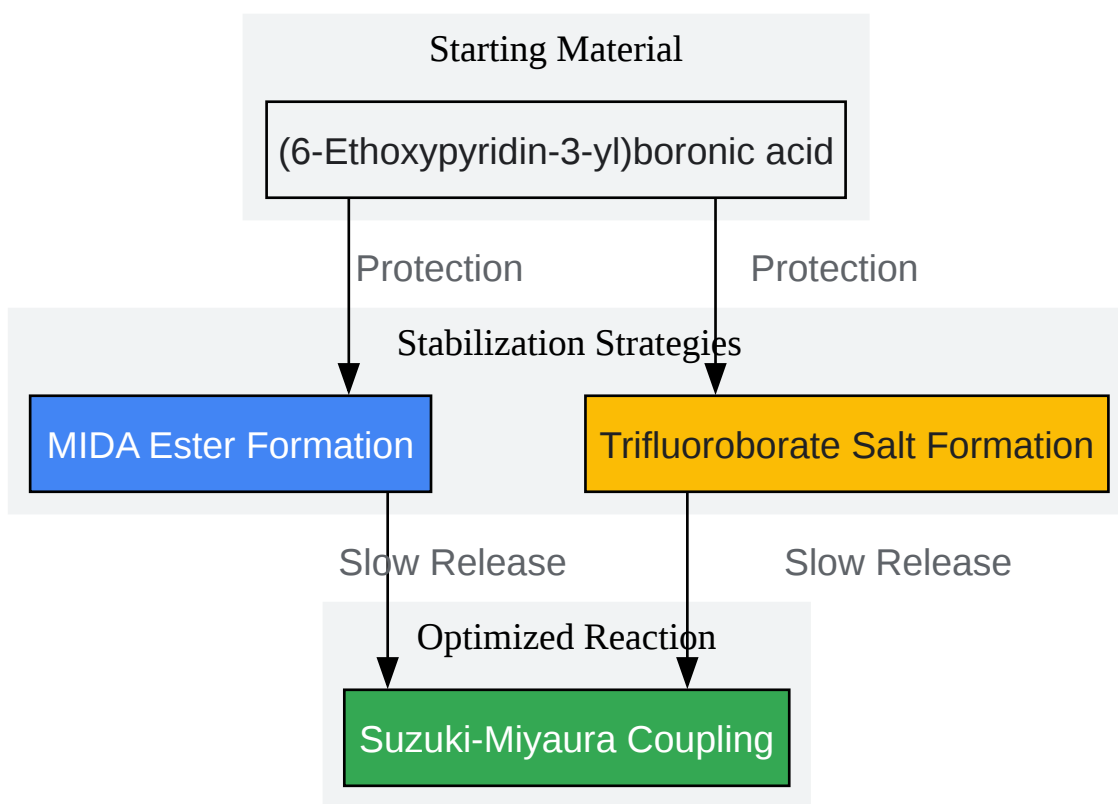 Starting Material
(6-Ethoxypyridin-3-yl)boronic acid
Protection
Protection
Stabilization Strategies
MIDA Ester Formation
Trifluoroborate Salt Formation
Slow Release
Slow Release
Optimized Reaction
Suzuki-Miyaura Coupling